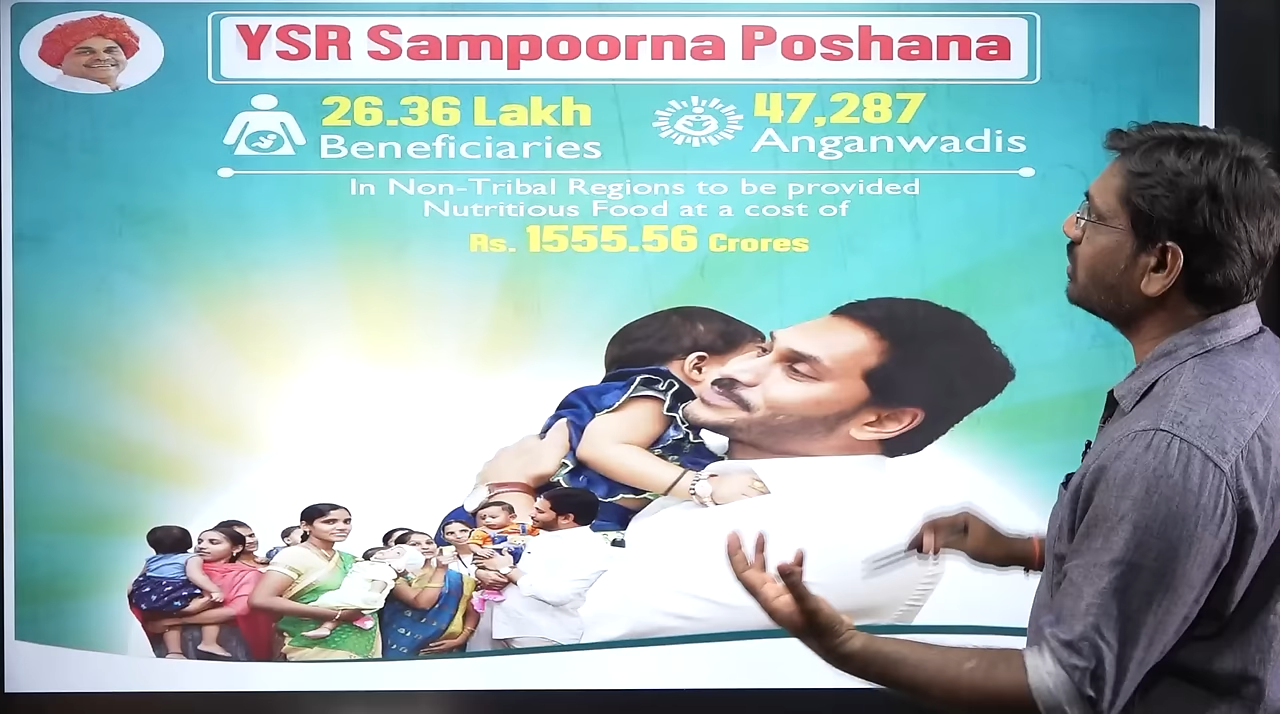 YSR Sampoorna Poshana
26.36 Lakh
Beneficiaries
47,287
Anganwadis
In Non-Tribal Regions to be provided
Nutritious Food at a cost of
Rs. 1555.56 Crores